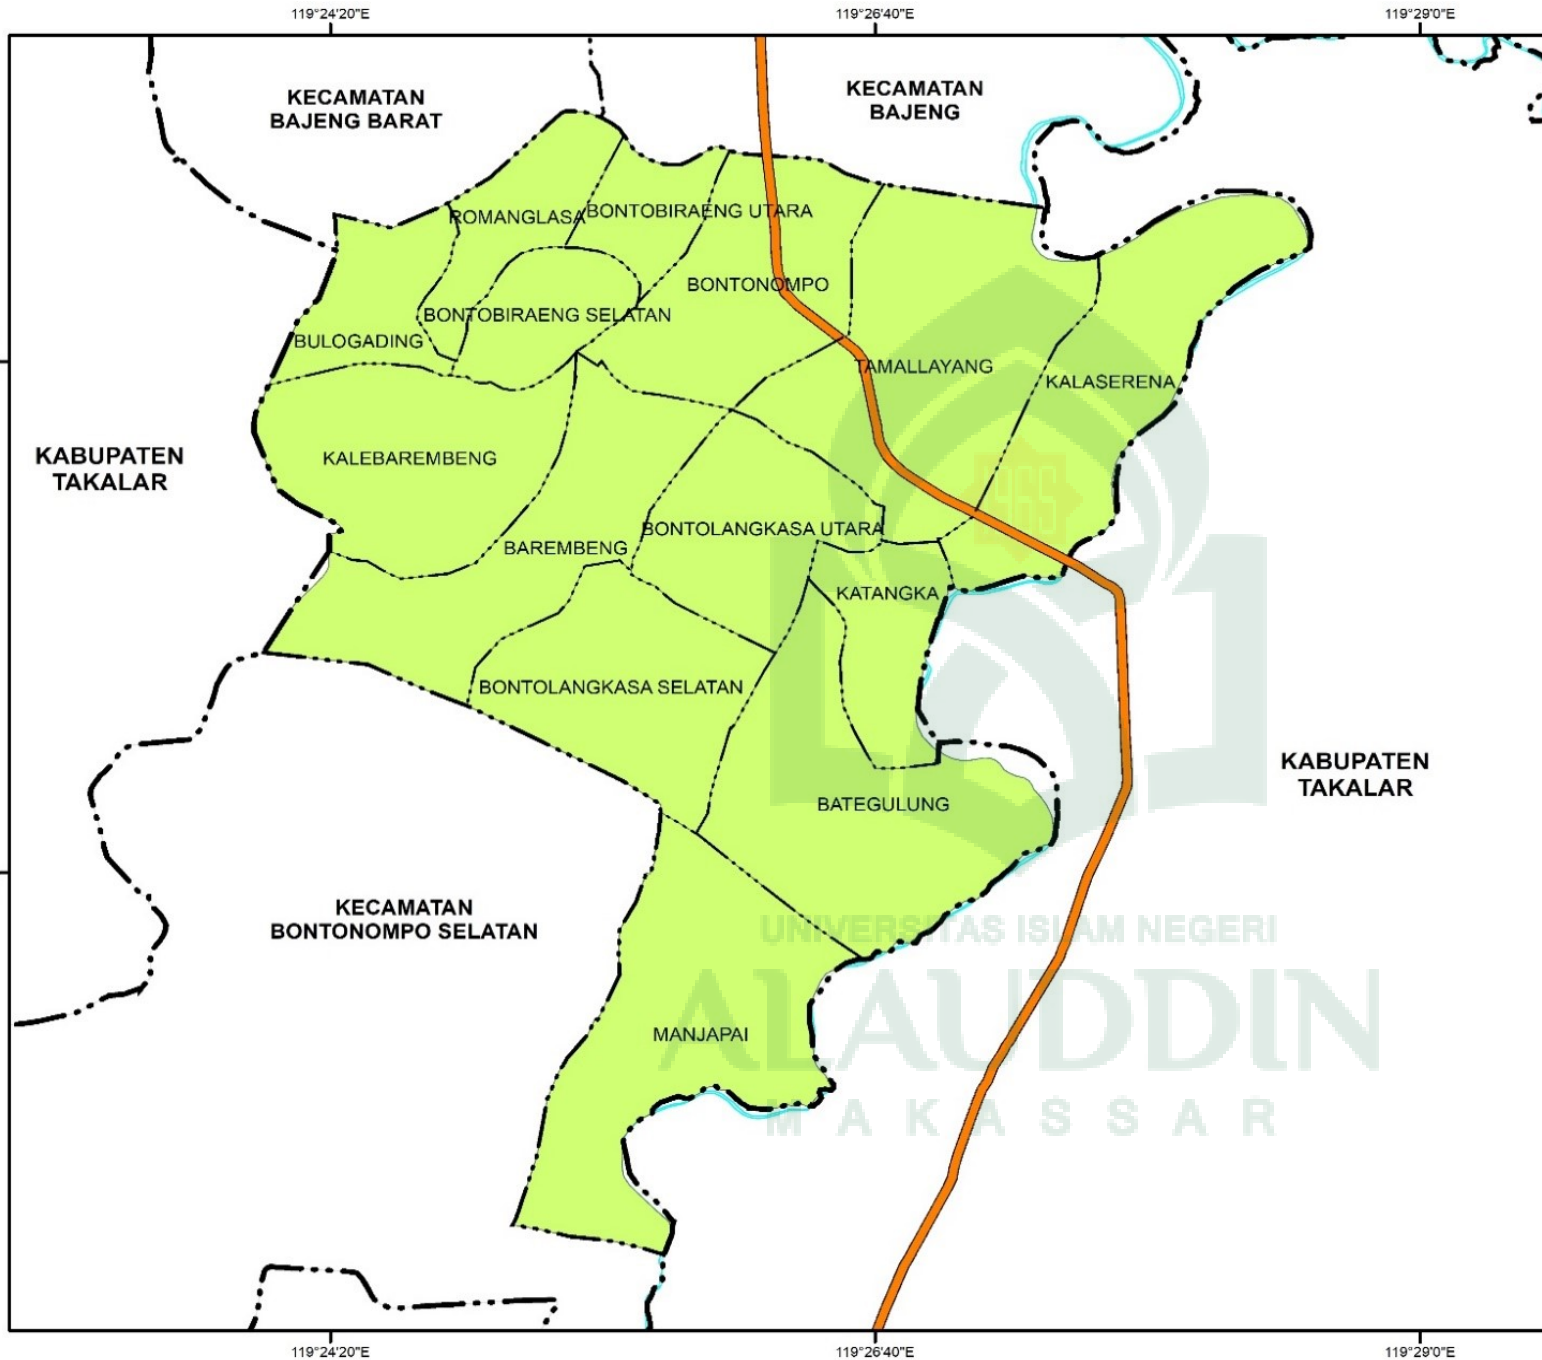 119°24'20"E
119°26'40"E
119°29'0"E
KECAMATAN
BAJENG BARAT
KECAMATAN
BAJENG
ROMANGLASA
BONTOBIRAENG UTARA
BONTONOMPO
BONTOBIRAENG SELATAN
BULOGADING
TAMALLAYANG
KALASERENA
KABUPATEN
TAKALAR
KALEBAREMBENG
965
BONTOLANGKASA UTARA
BAREMBENG
KATANGKA
BONTOLANGKASA SELATAN
KABUPATEN
TAKALAR
BATEGULUNG
KECAMATAN
BONTONOMPO SELATAN
UNIVERSITAS ISLAM NEGERI
ALAUDDIN
MAKASSAR
MANJAPAI
119°24'20"E
119°26'40"E
119°29'0"E